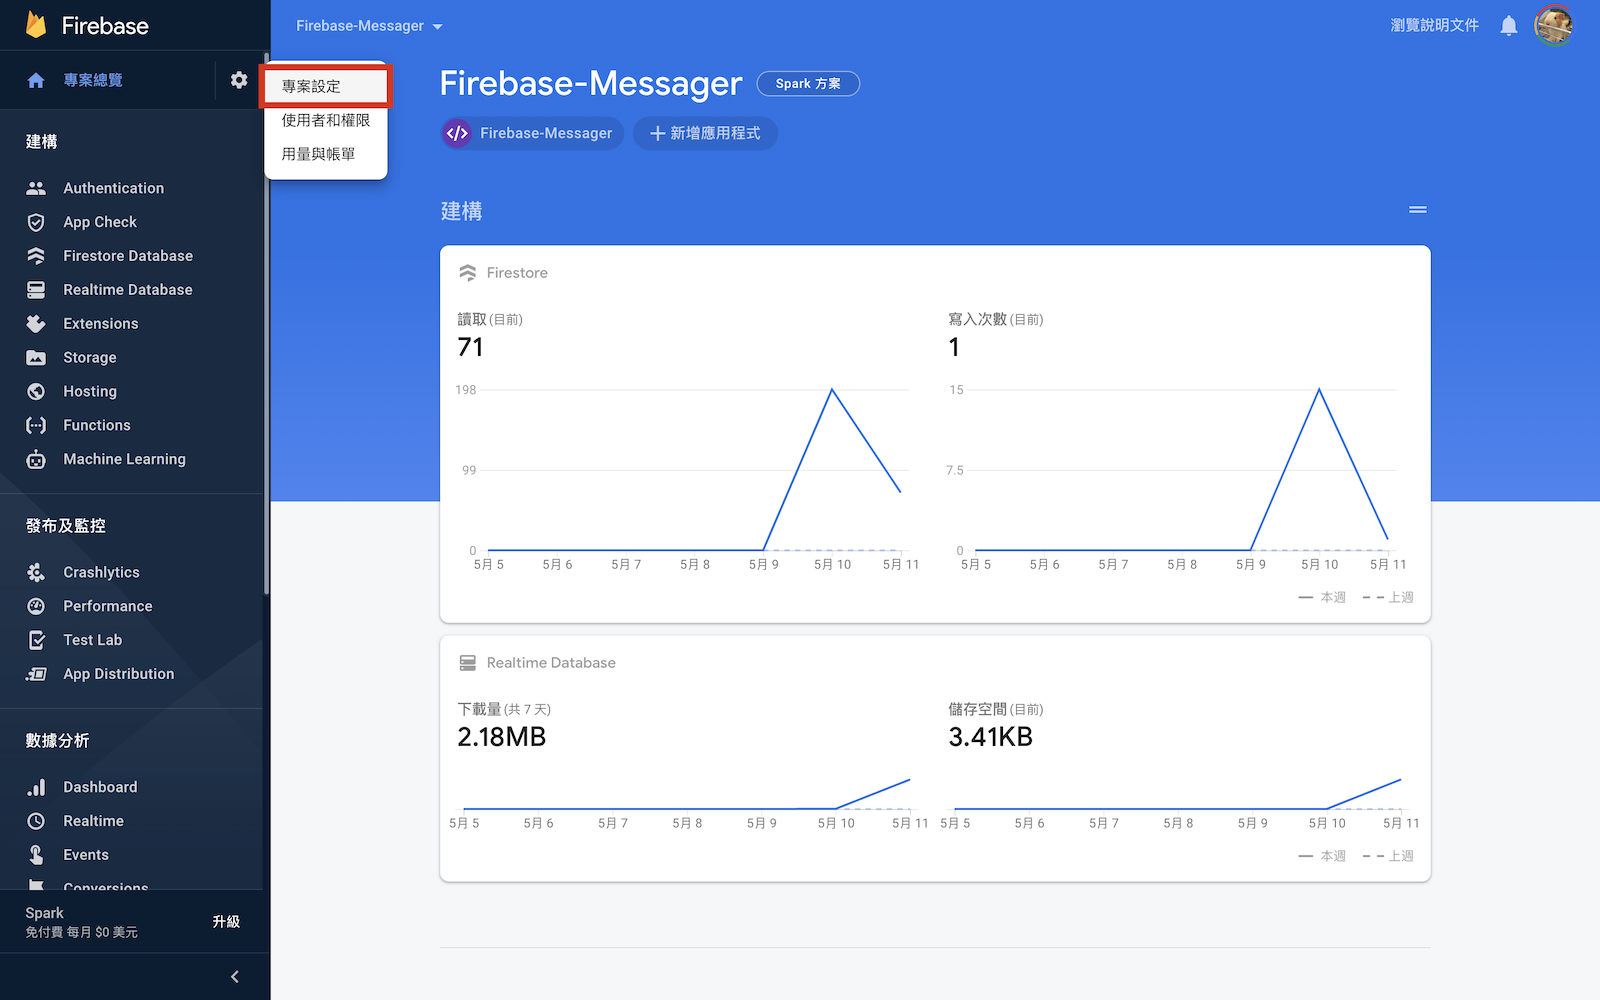 Firebase
專案總覽
建構
Authentication
App Check
Firestore Database
Realtime Database
Extensions
Storage
Hosting
Functions
Machine Learning
發布及監控
Crashlytics
Performance
Test Lab
App Distribution
數據分析
Dashboard
Realtime
Events
Conversions
Spark
免付費 每月 $0 美元
升級
專案設定
使用者和權限
用量與帳單
Firebase-Messager
瀏覽說明文件
Firebase-Messager
Spark 方案
Firebase-Messager
新增應用程式
建構
Firestore
讀取 (目前)
71
198
99
0
5月 5 5月 6 5月 7 5月 8 5月 9 5月 10 5月 11
寫入次數 (目前)
1
15
7.5
0
5月 5 5月 6 5月 7 5月 8 5月 9 5月 10 5月 11
本週 上週
Realtime Database
下載量 (共 7 天)
2.18MB
5月 5 5月 6 5月 7 5月 8 5月 9 5月 10 5月 11
儲存空間 (目前)
3.41KB
5月 5 5月 6 5月 7 5月 8 5月 9 5月 10 5月 11
本週 上週